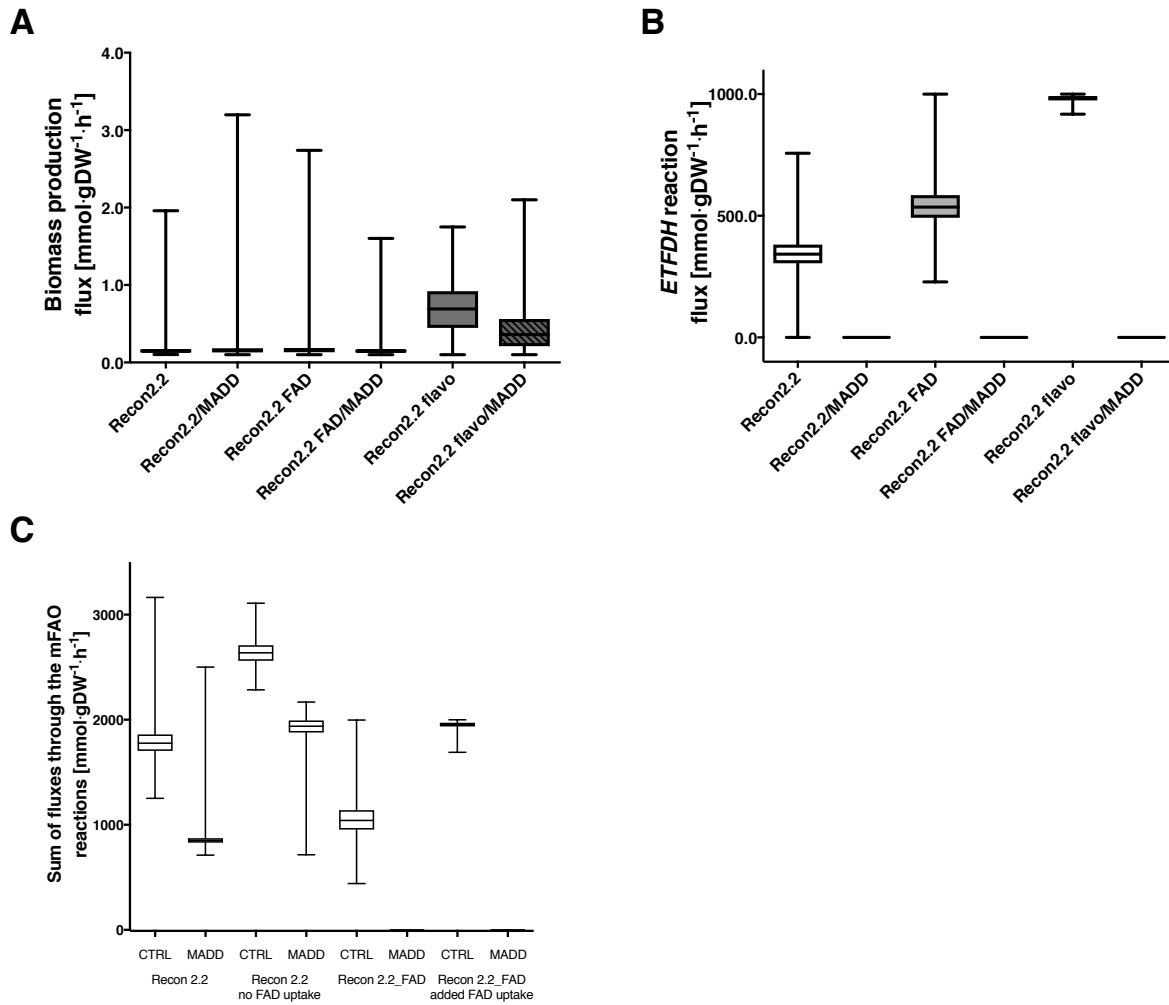 A
Biomass production
flux [mmol·gDW⁻¹·h⁻¹]
4.0
3.0
2.0
1.0
0.0
Recon2.2
Recon2.2/MADD
Recon2.2 FAD
Recon2.2 FAD/MADD
Recon2.2 flavo
Recon2.2 flavo/MADD
B
ETFDH reaction
flux [mmol·gDW⁻¹·h⁻¹]
1000.0
500.0
0.0
Recon2.2
Recon2.2/MADD
Recon2.2 FAD
Recon2.2 FAD/MADD
Recon2.2 flavo
Recon2.2 flavo/MADD
C
Sum of fluxes through the mFAO
reactions [mmol·gDW⁻¹·h⁻¹]
3000
2000
1000
0
CTRL MADD CTRL MADD CTRL MADD CTRL MADD
Recon 2.2 Recon 2.2 Recon 2.2_FAD Recon 2.2_FAD
no FAD uptake added FAD uptake